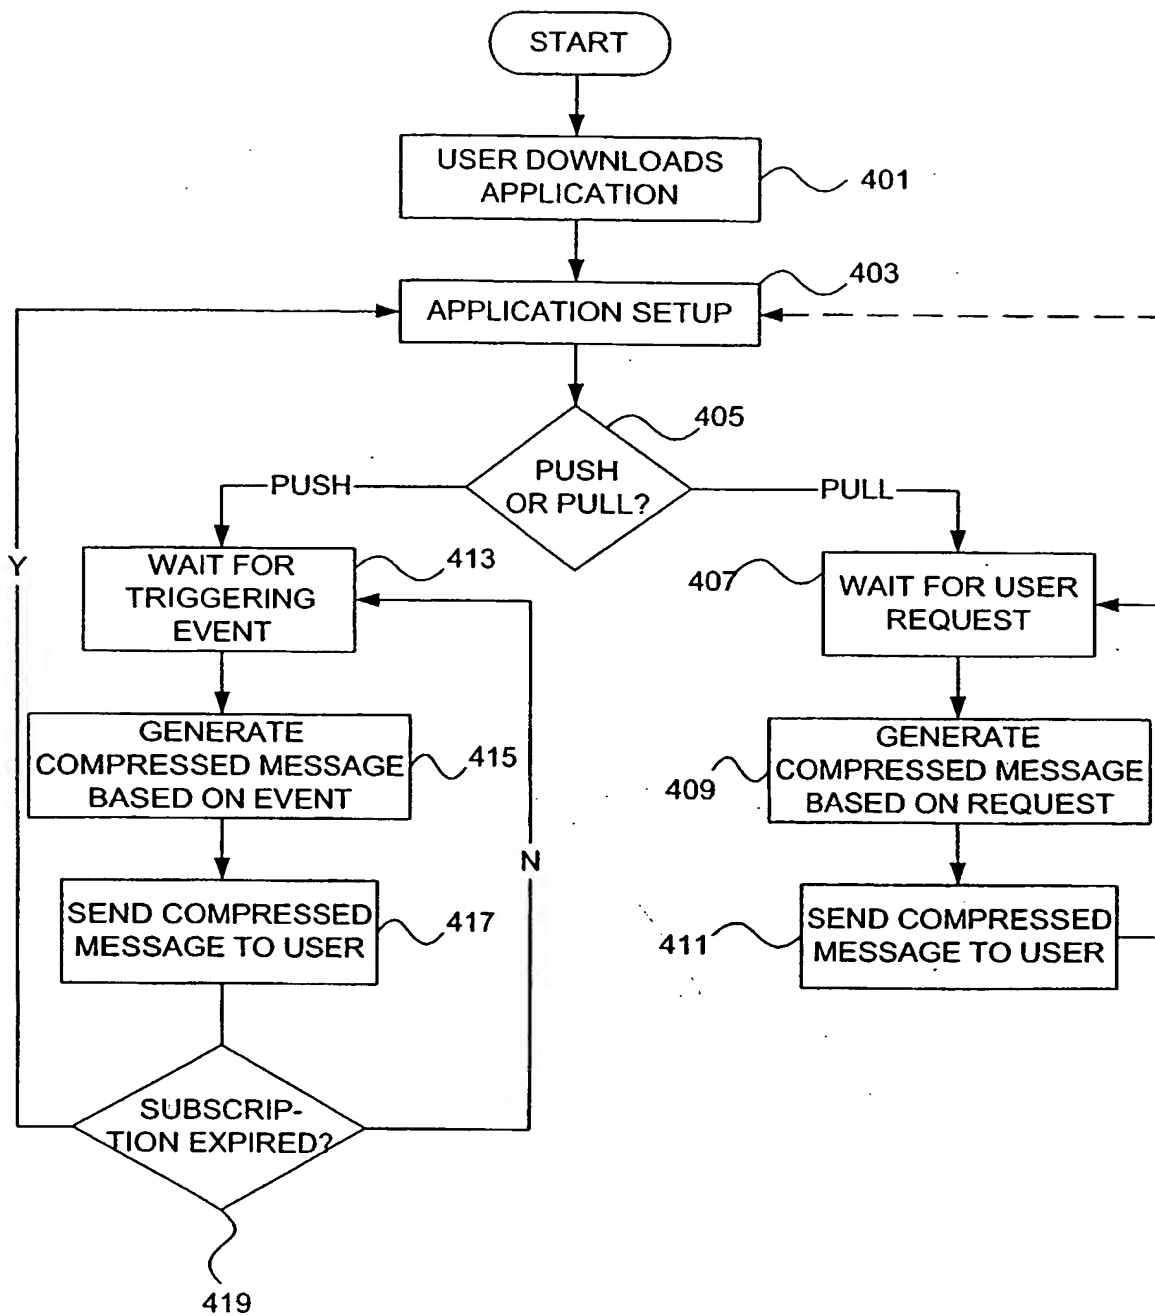 START
USER DOWNLOADS
APPLICATION
401
403
APPLICATION SETUP
405
PUSH
OR PULL?
PUSH
PULL
Y
WAIT FOR
TRIGGERING
EVENT
413
407
WAIT FOR USER
REQUEST
GENERATE
COMPRESSED MESSAGE
BASED ON EVENT
415
409
GENERATE
COMPRESSED MESSAGE
BASED ON REQUEST
N
SEND COMPRESSED
MESSAGE TO USER
417
411
SEND COMPRESSED
MESSAGE TO USER
SUBSCRIP-
TION EXPIRED?
419